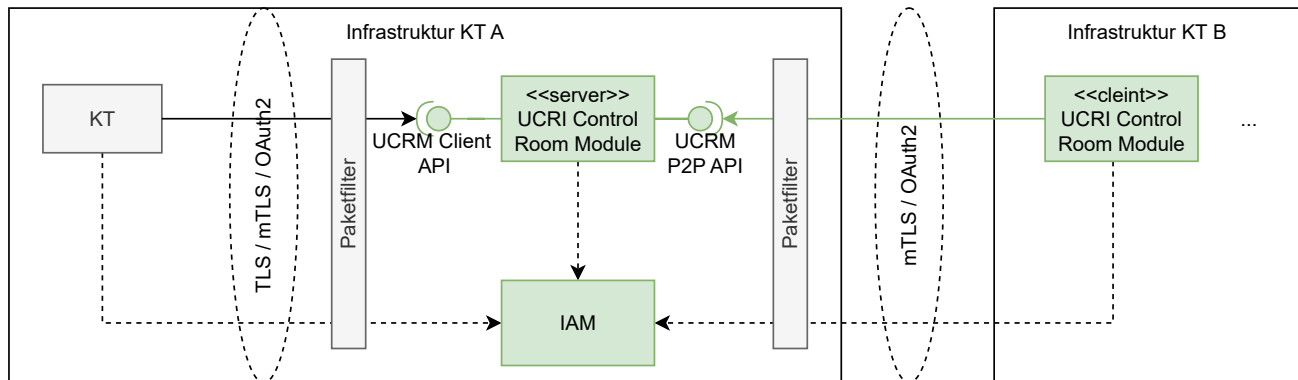 Infrastruktur KT A
Infrastruktur KT B
KT
TLS / mTLS / OAuth2
Paketfilter
UCRM Client
API
<<server>>
UCRI Control
Room Module
UCRM
P2P API
Paketfilter
mTLS / OAuth2
<<cleint>>
UCRI Control
Room Module
...
IAM